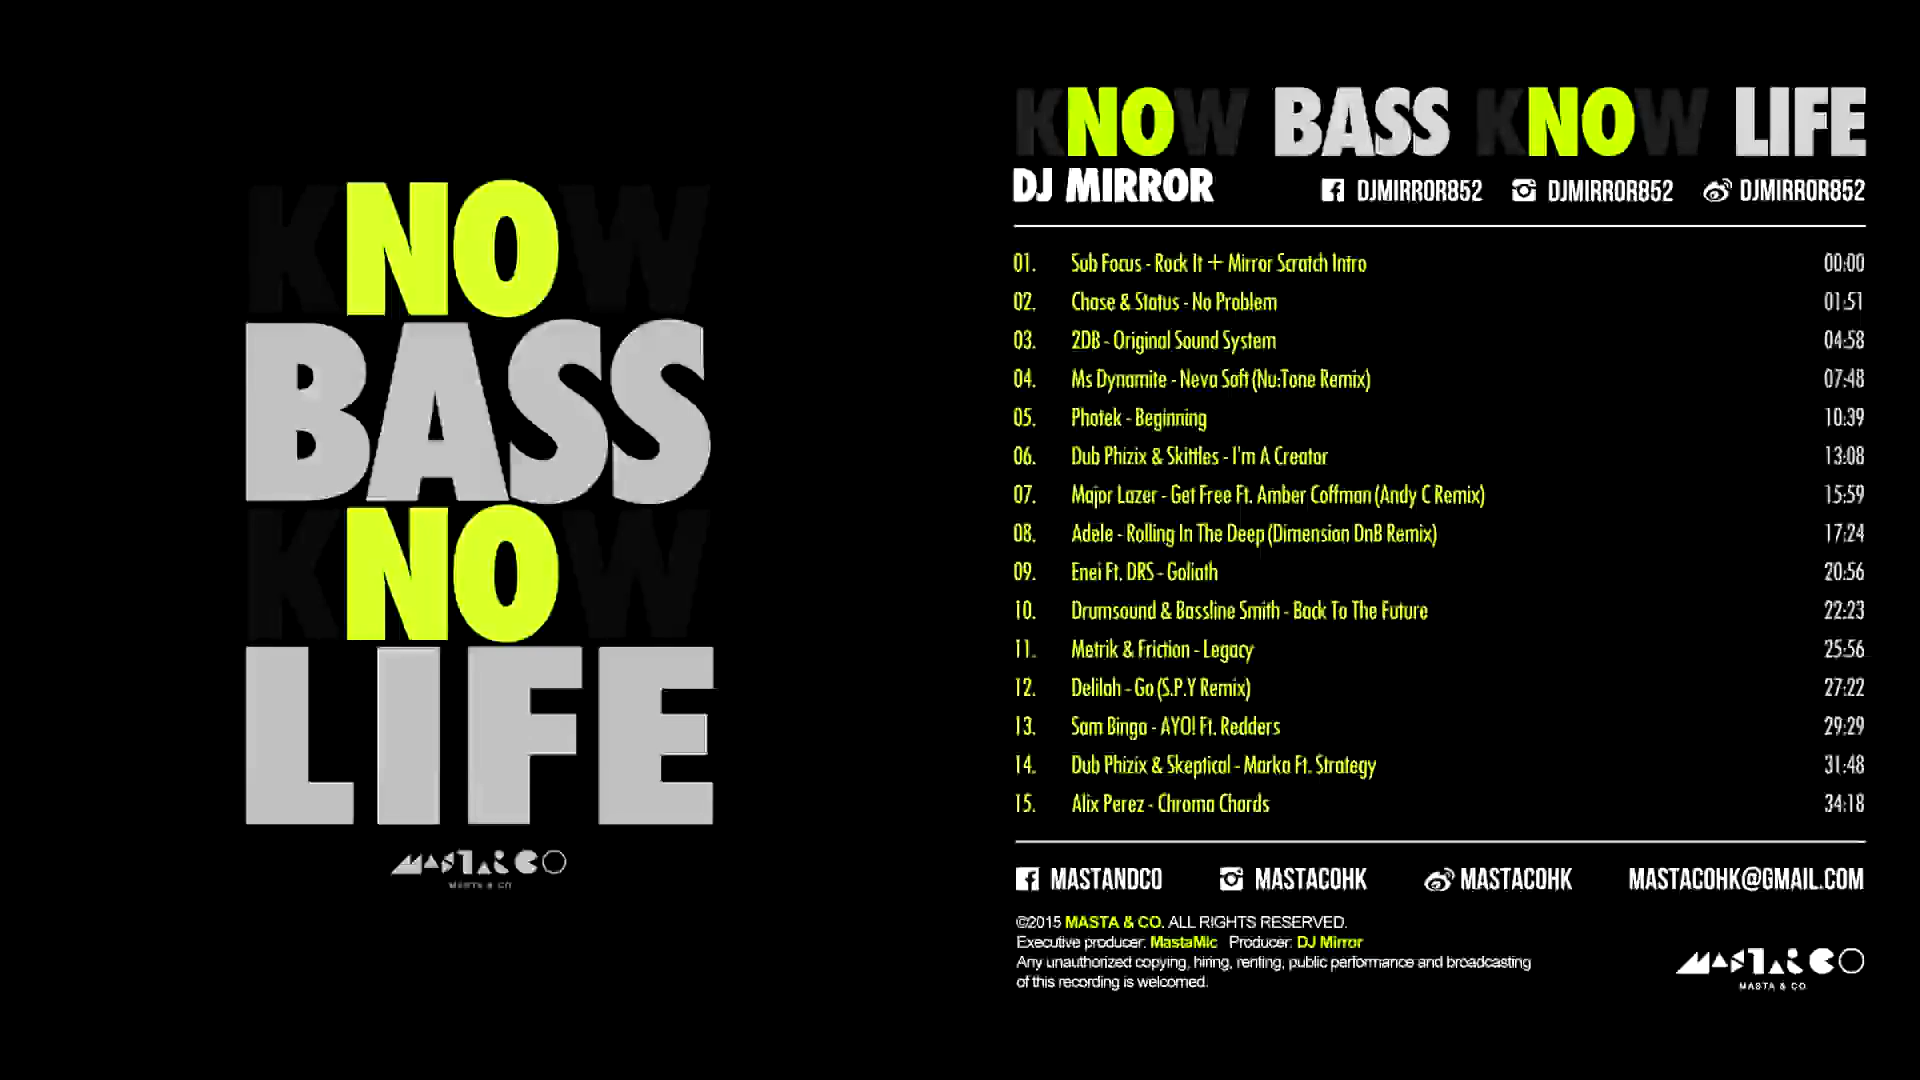 KNOW
BASS
KNOW
LIFE
MASTA & CO
MASTA & CO
KNOW BASS KNOW LIFE
DJ MIRROR DJMIRROR852 DJMIRROR852 DJMIRROR852
01. Sub Focus - Rock It + Mirror Scratch Intro 00:00
02. Chase & Status - No Problem 01:51
03. 2DB - Original Sound System 04:58
04. Ms Dynamite - Neva Soft (Nu:Tone Remix) 07:48
05. Photek - Beginning 10:39
06. Dub Phizix & Skittles - I'm A Creator 13:08
07. Major Lazer - Get Free Ft. Amber Coffman (Andy C Remix) 15:59
08. Adele - Rolling In The Deep (Dimension DnB Remix) 17:24
09. Enei Ft. DRS - Goliath 20:56
10. Drumsound & Bassline Smith - Back To The Future 22:23
11. Metrik & Friction - Legacy 25:56
12. Delilah - Go (S.P.Y Remix) 27:22
13. Sam Binga - AYO! Ft. Redders 29:29
14. Dub Phizix & Skeptical - Marka Ft. Strategy 31:48
15. Alix Perez - Chroma Chords 34:18
MASTANDCO MASTACOHK MASTACOHK MASTACOHK@GMAIL.COM
©2015 MASTA & CO. ALL RIGHTS RESERVED.
Executive producer: MastaMic Producer: DJ Mirror
Any unauthorized copying, hiring, renting, public performance and broadcasting
of this recording is welcomed.
MASTA & CO
MASTA & CO